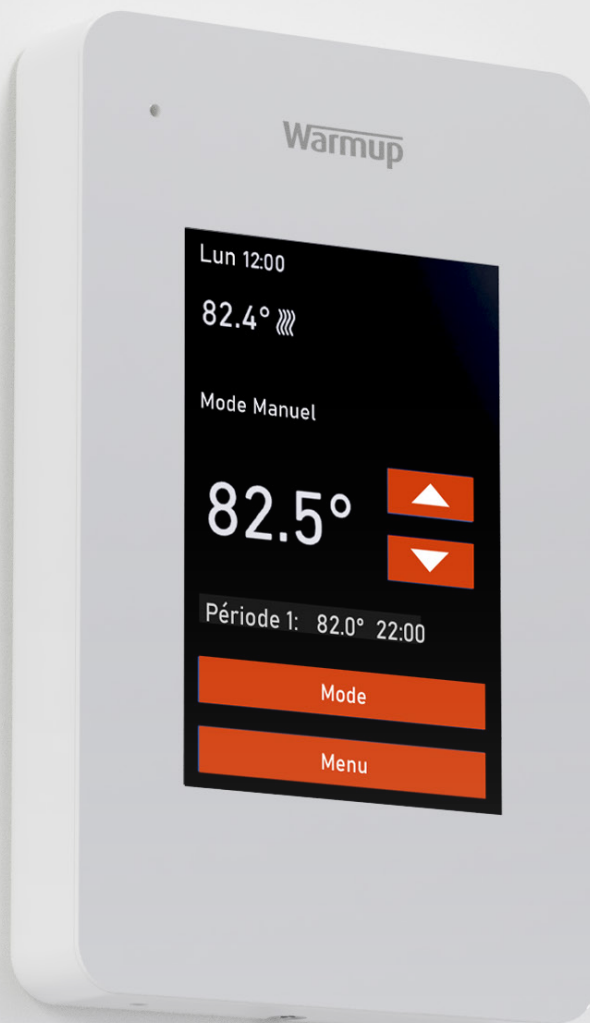 Warmup
Lun 12:00
82.4°
Mode Manuel
82.5°
Période 1: 82.0° 22:00
Mode
Menu